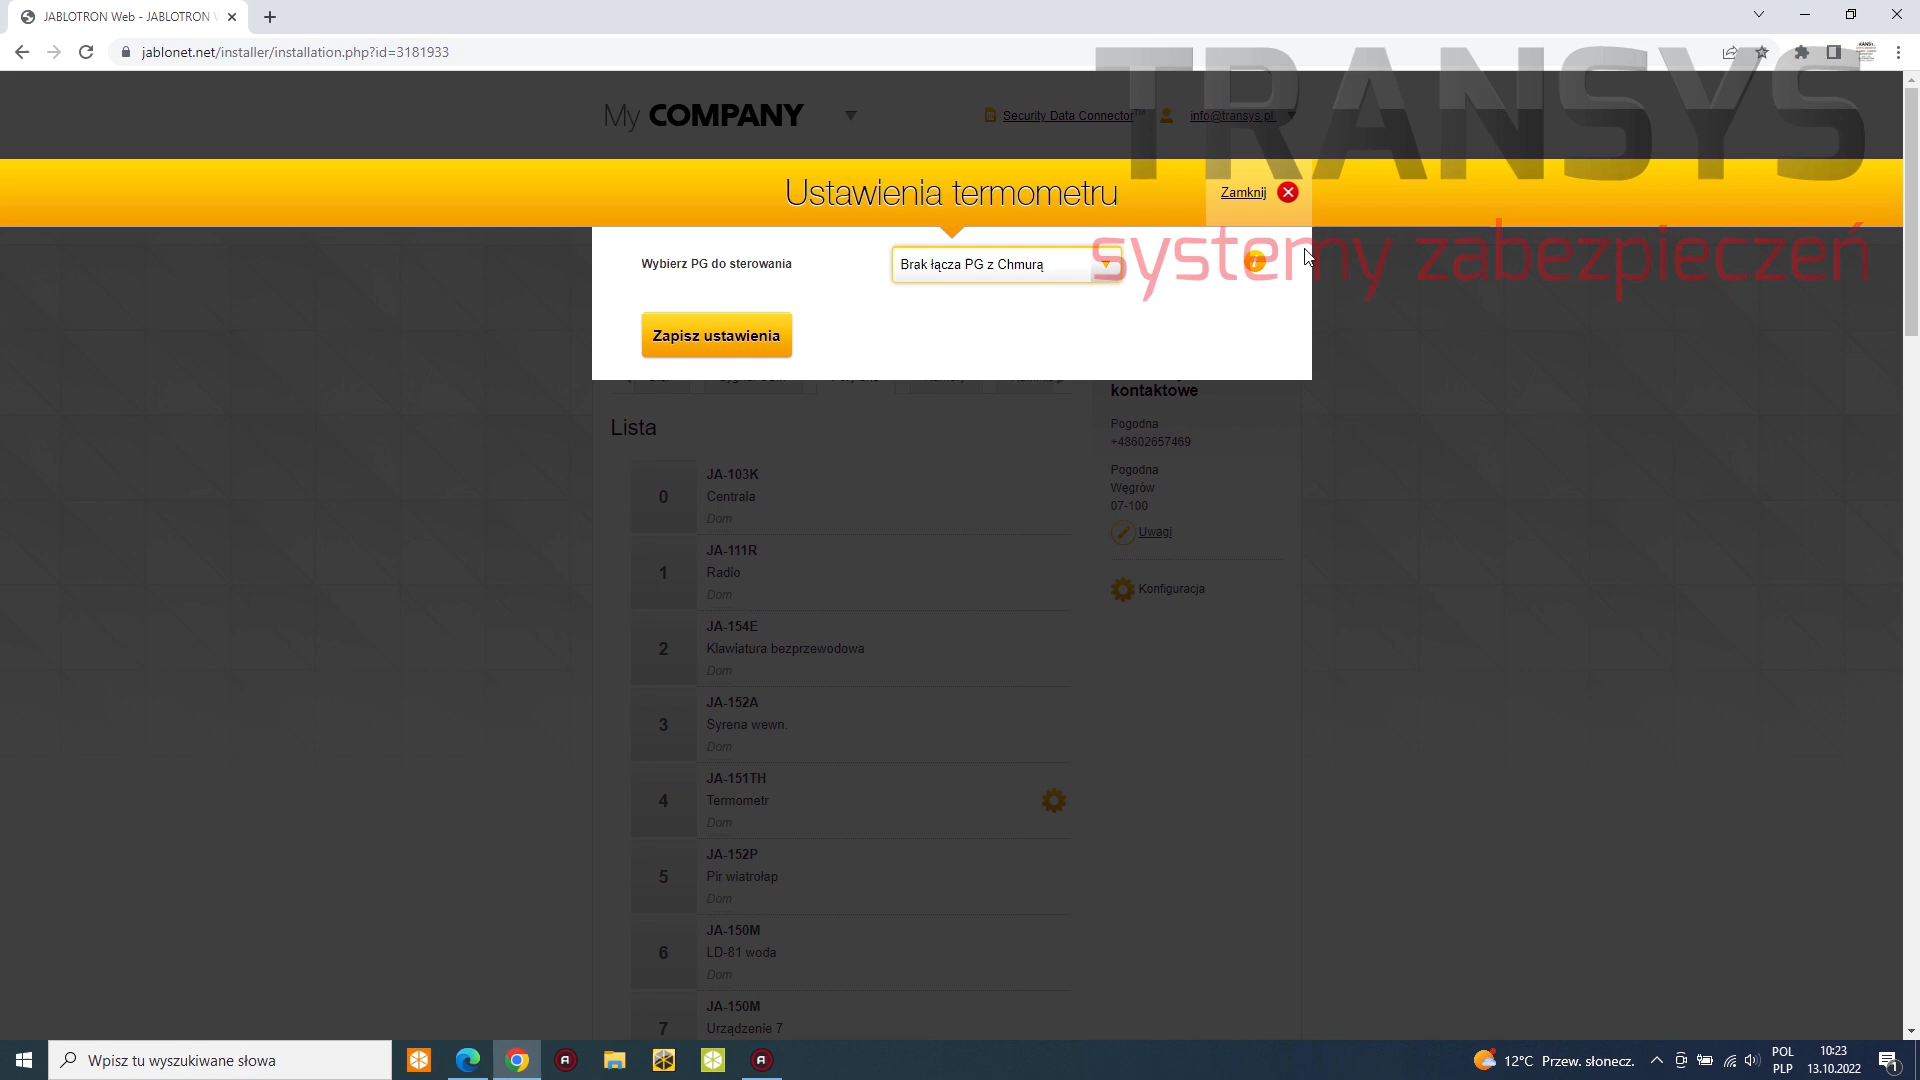 JABLOTRON Web - JABLOTRON
jablonet.net/installer/installation.php?id=3181933
TRANSYS
systemy zabezpieczeń
My COMPANY
Security Data Connector™
info@transys.pl
Ustawienia termometru
Zamknij
Wybierz PG do sterowania
Brak łącza PG z Chmurą
Zapisz ustawienia
kontaktowe
Lista
Pogodna
+48602657469
Pogodna
Węgrów
07-100
Uwagi
Konfiguracja
0
JA-103K
Centrala
Dom
1
JA-111R
Radio
Dom
2
JA-154E
Klawiatura bezprzewodowa
Dom
3
JA-152A
Syrena wewn.
Dom
4
JA-151TH
Termometr
Dom
5
JA-152P
Pir wiatrołap
Dom
6
JA-150M
LD-81 woda
Dom
7
JA-150M
Urządzenie 7
Wpisz tu wyszukiwane słowa
12°C Przew. słonecz.
POL
PLP
10:23
13.10.2022
1